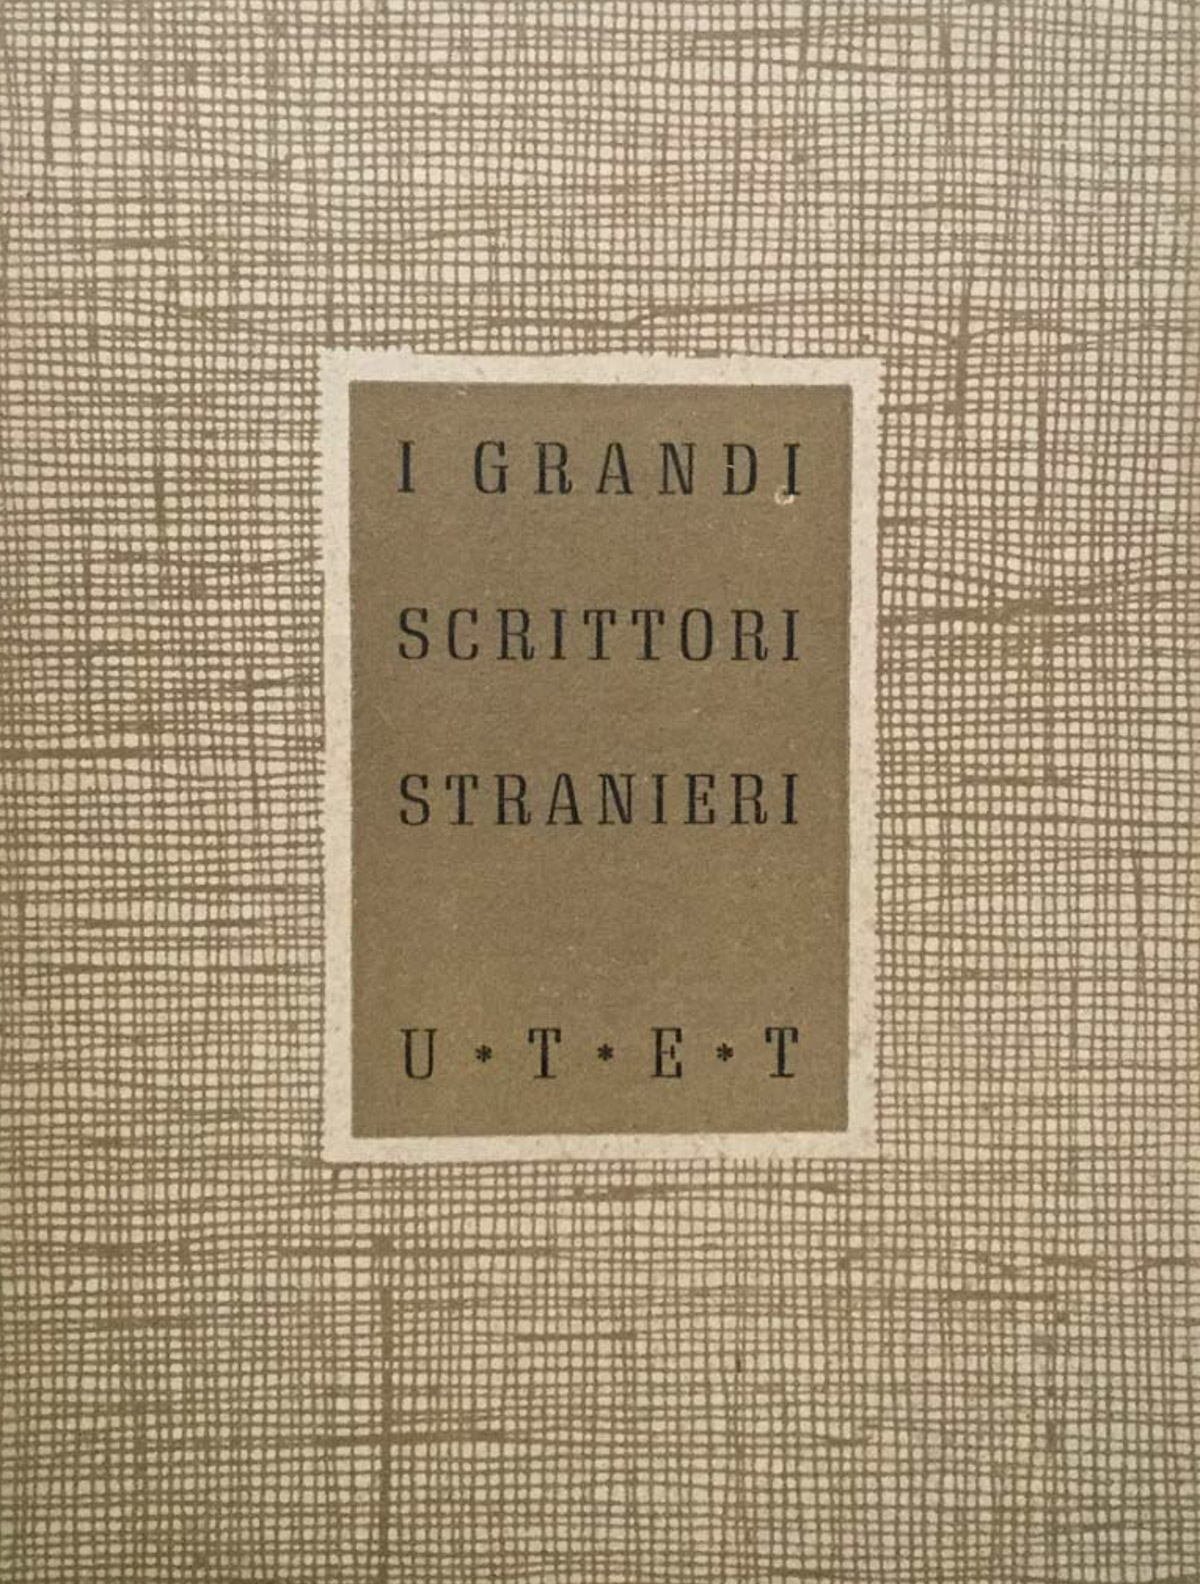 I GRANDI
SCRITTORI
STRANIERI
U * T * E * T